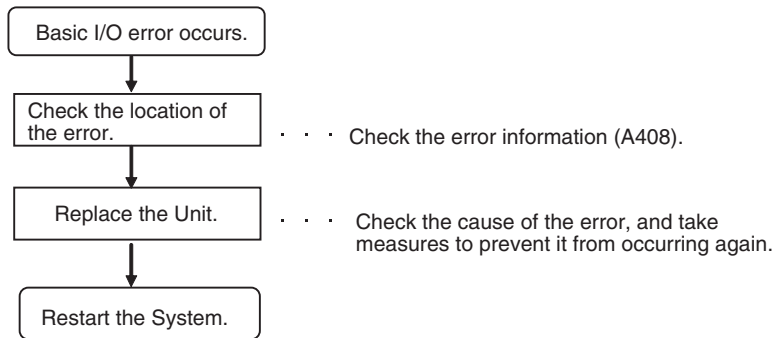 Basic I/O error occurs.
Check the location of
the error.
· · · Check the error information (A408).
Replace the Unit.
· · · Check the cause of the error, and take
measures to prevent it from occurring again.
Restart the System.